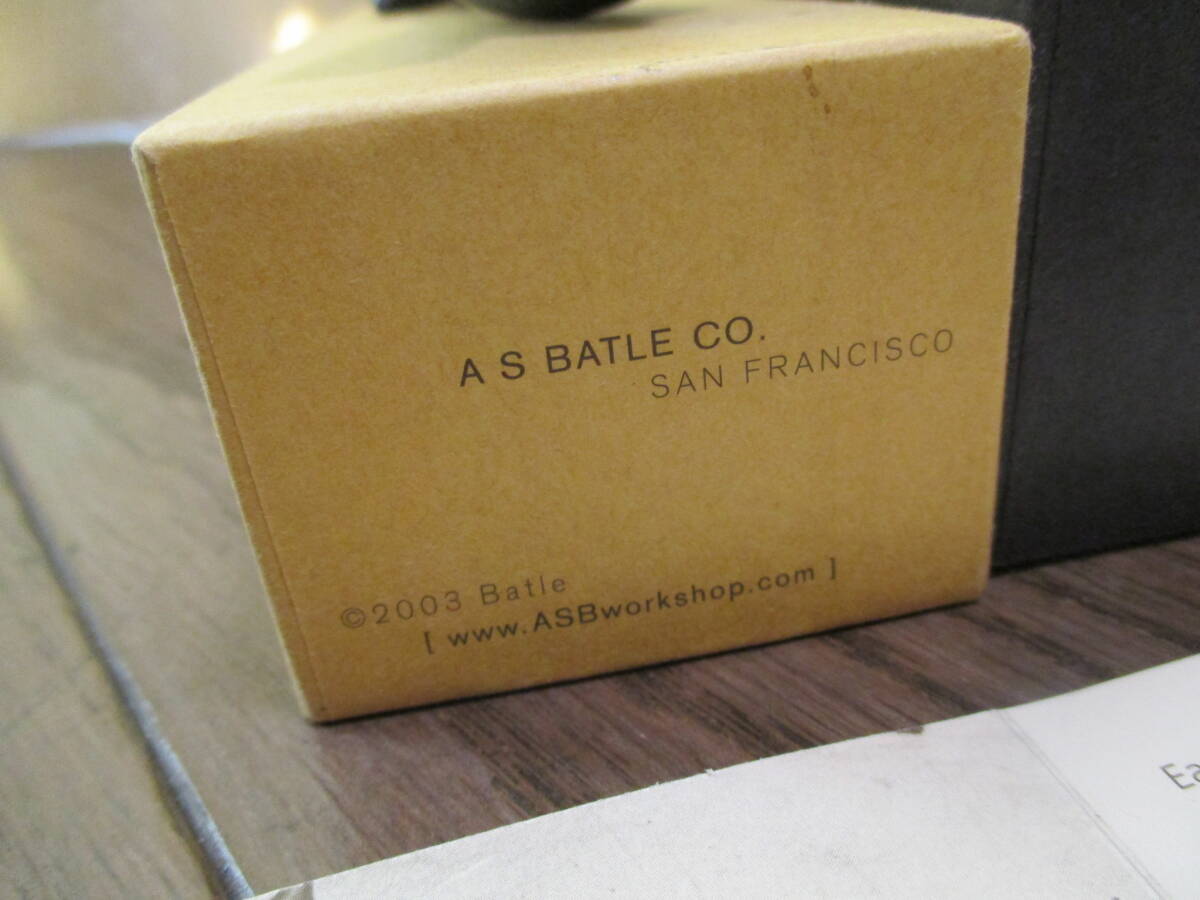 A S BATLE CO.
SAN FRANCISCO
©2003 Batle
[ www.ASBworkshop.com ]